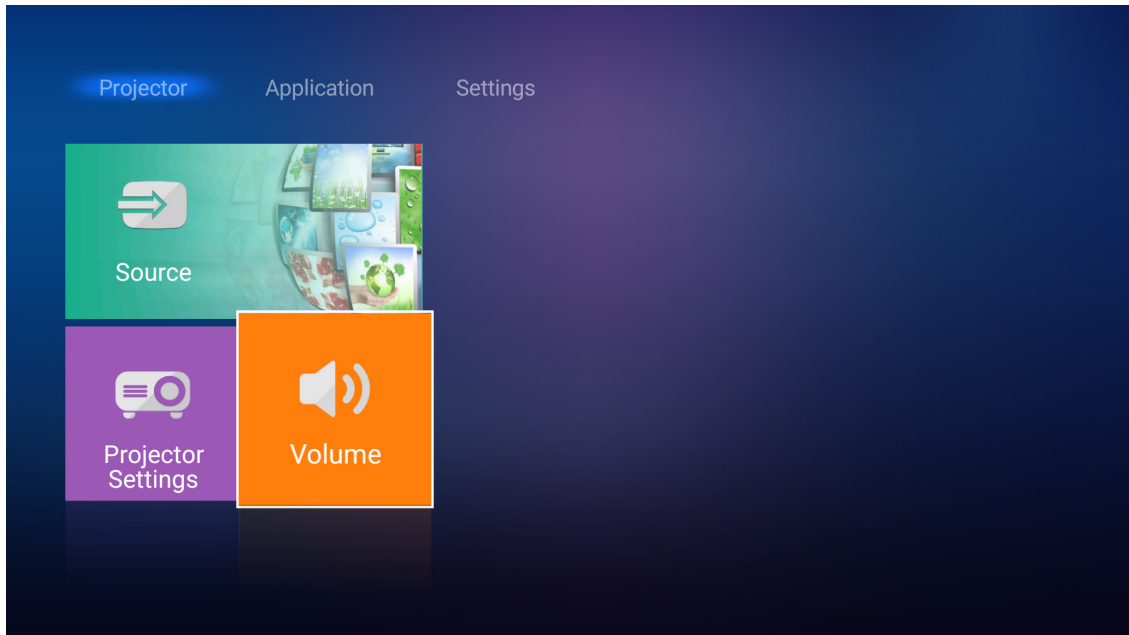 Projector Application Settings
Source
Projector
Settings
Volume